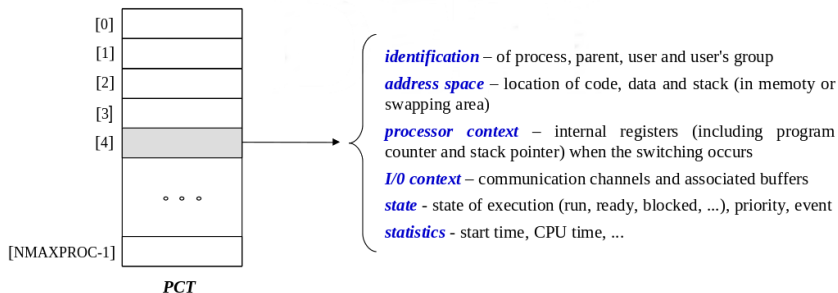 [0]
[1]
[2]
[3]
[4]
[NMAXPROC-1]
PCT
identification – of process, parent, user and user's group
address space – location of code, data and stack (in memoty or
swapping area)
processor context – internal registers (including program
counter and stack pointer) when the switching occurs
I/0 context – communication channels and associated buffers
state - state of execution (run, ready, blocked, ...), priority, event
statistics - start time, CPU time, ...